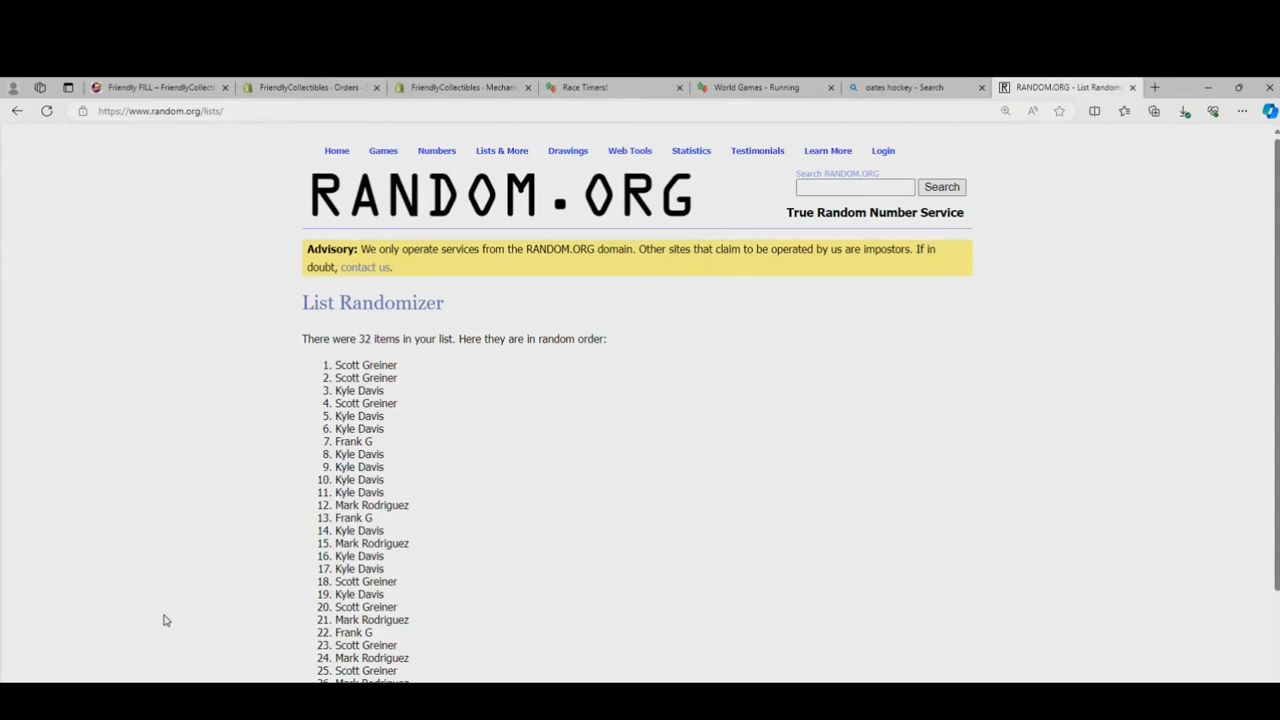 Friendly FILL – FriendlyCollecti
FriendlyCollectibles · Orders ·
FriendlyCollectibles · Mechani
Race Timers!
World Games - Running
oates hockey - Search
RANDOM.ORG - List Random
https://www.random.org/lists/
Home Games Numbers Lists & More Drawings Web Tools Statistics Testimonials Learn More Login
RANDOM.ORG
Search RANDOM.ORG
Search
True Random Number Service
Advisory: We only operate services from the RANDOM.ORG domain. Other sites that claim to be operated by us are impostors. If in
doubt, contact us.
List Randomizer
There were 32 items in your list. Here they are in random order:
1. Scott Greiner
2. Scott Greiner
3. Kyle Davis
4. Scott Greiner
5. Kyle Davis
6. Kyle Davis
7. Frank G
8. Kyle Davis
9. Kyle Davis
10. Kyle Davis
11. Kyle Davis
12. Mark Rodriguez
13. Frank G
14. Kyle Davis
15. Mark Rodriguez
16. Kyle Davis
17. Kyle Davis
18. Scott Greiner
19. Kyle Davis
20. Scott Greiner
21. Mark Rodriguez
22. Frank G
23. Scott Greiner
24. Mark Rodriguez
25. Scott Greiner
26. Mark Rodriguez